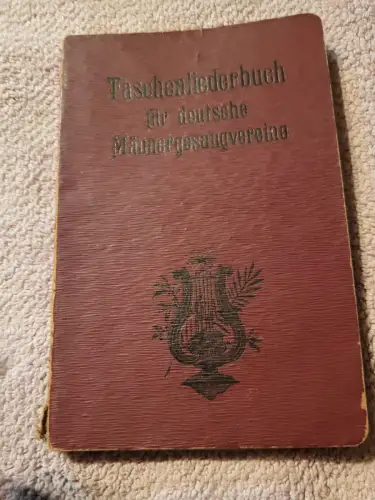 Taschenliederbuch
für deutsche
Männergesangvereine